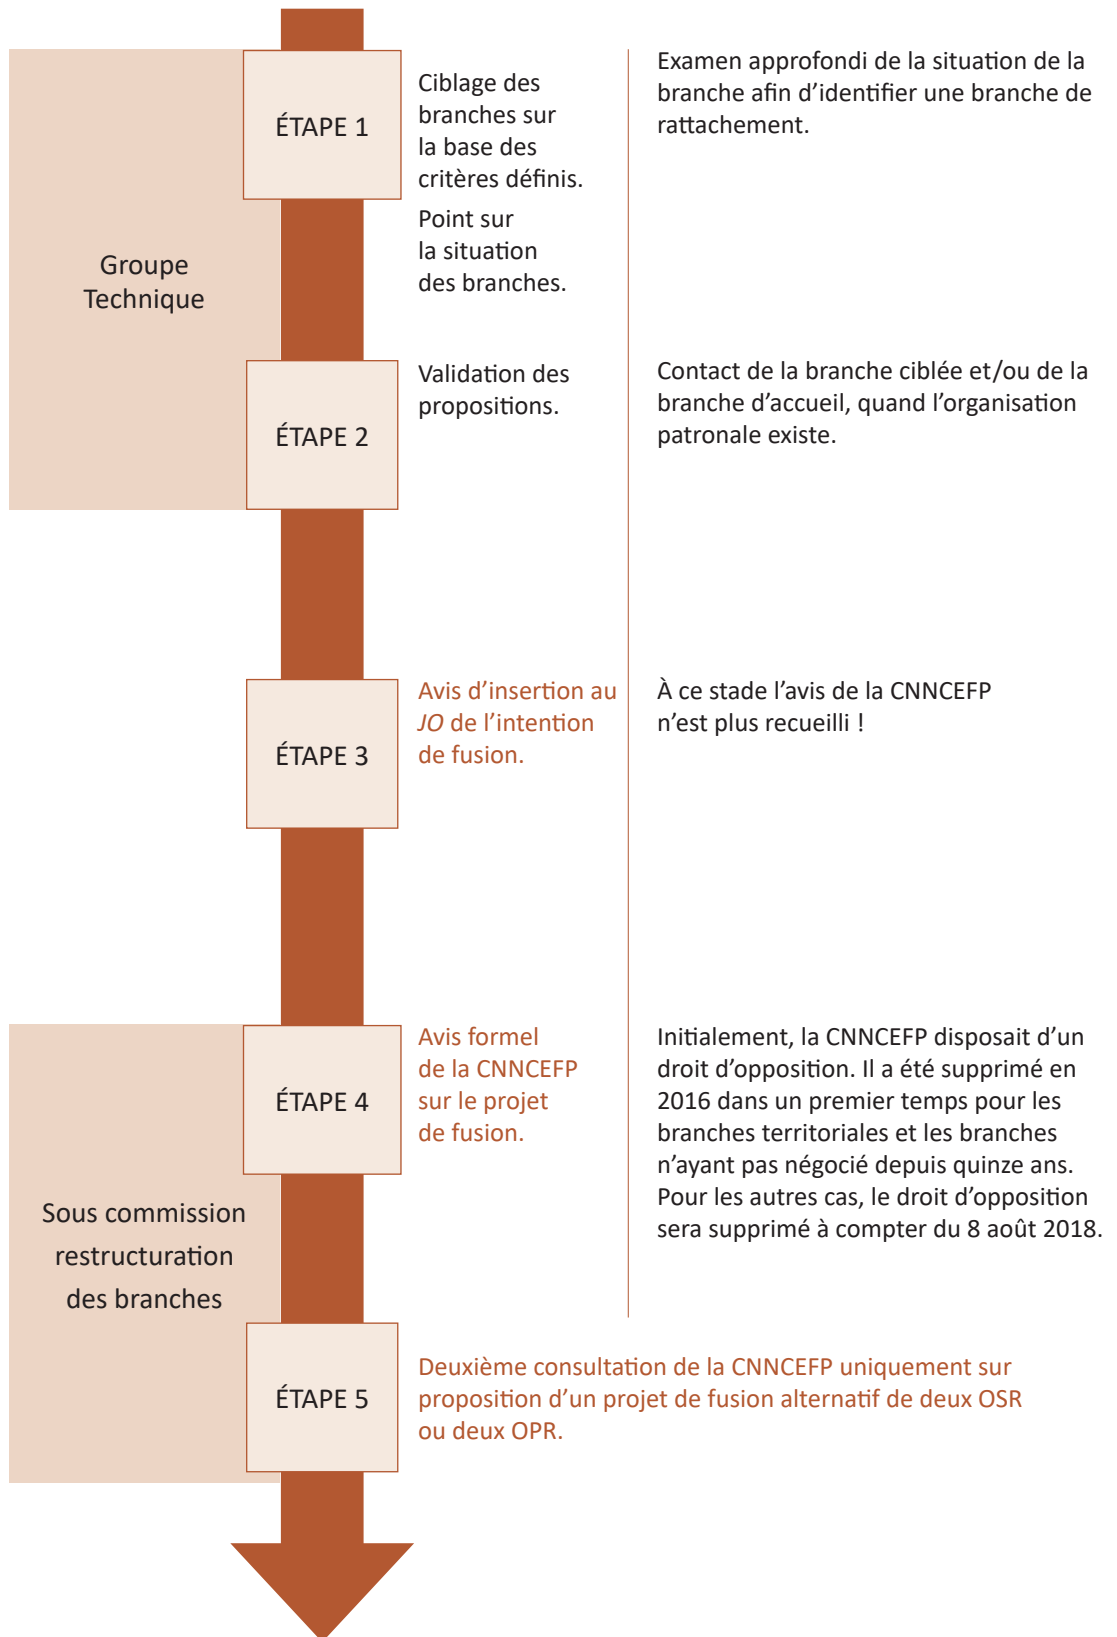 Groupe
Technique
ÉTAPE 1
Ciblage des
branches sur
la base des
critères définis.
Point sur
la situation
des branches.
Examen approfondi de la situation de la
branche afin d’identifier une branche de
rattachement.
ÉTAPE 2
Validation des
propositions.
Contact de la branche ciblée et/ou de la
branche d’accueil, quand l’organisation
patronale existe.
ÉTAPE 3
Avis d’insertion au
JO de l’intention
de fusion.
À ce stade l’avis de la CNNCEFP
n’est plus recueilli !
Sous commission
restructuration
des branches
ÉTAPE 4
Avis formel
de la CNNCEFP
sur le projet
de fusion.
Initialement, la CNNCEFP disposait d’un
droit d’opposition. Il a été supprimé en
2016 dans un premier temps pour les
branches territoriales et les branches
n’ayant pas négocié depuis quinze ans.
Pour les autres cas, le droit d’opposition
sera supprimé à compter du 8 août 2018.
ÉTAPE 5
Deuxième consultation de la CNNCEFP uniquement sur
proposition d’un projet de fusion alternatif de deux OSR
ou deux OPR.